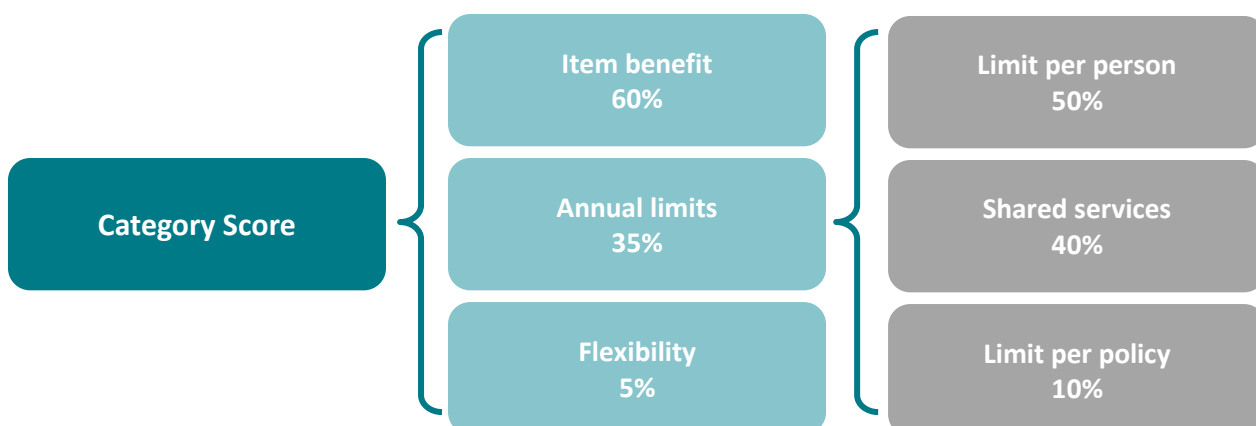 Category Score
Item benefit
60%
Annual limits
35%
Flexibility
5%
Limit per person
50%
Shared services
40%
Limit per policy
10%